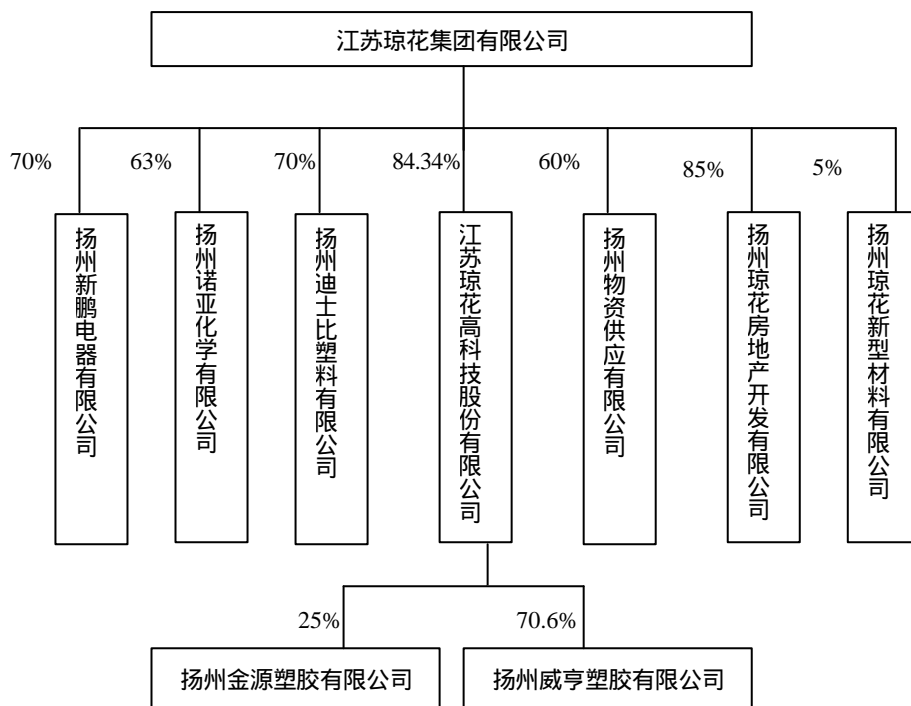 江苏琼花集团有限公司
70%
63%
70%
84.34%
60%
85%
5%
扬州新鹏电器有限公司
扬州诺亚化学有限公司
扬州迪士比塑料有限公司
江苏琼花高科技股份有限公司
扬州物资供应有限公司
扬州琼花房地产开发有限公司
扬州琼花新型材料有限公司
25%
70.6%
扬州金源塑胶有限公司
扬州威亨塑胶有限公司